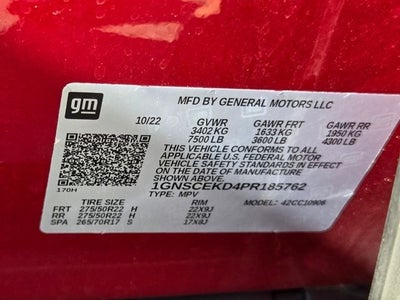 gm
MFD BY GENERAL MOTORS LLC
10/22 GVWR GAWR FRT GAWR RR
3402 KG 1633 KG 1950 KG
7500 LB 3600 LB 4300 LB
THIS VEHICLE CONFORMS TO ALL
APPLICABLE U.S. FEDERAL MOTOR
VEHICLE SAFETY STANDARDS IN EFFECT
ON THE DATE OF MANUFACTURE SHOWN ABOVE.
170H
1GNSCEKD4PR185762
TYPE: MPV MODEL: 42CC10906
TIRE SIZE RIM
FRT 275/50R22 H 22X9J
RR 275/50R22 H 22X9J
SPA 265/70R17 S 17X8J